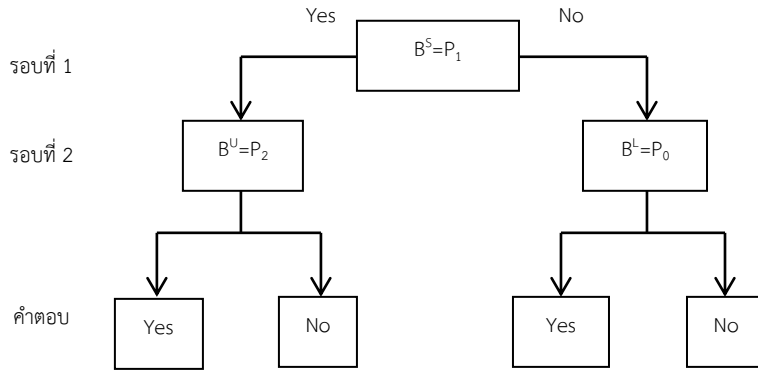 Yes No
รอบที่ 1 B^S=P_1
รอบที่ 2 B^U=P_2 B^L=P_0
คำตอบ Yes No Yes No